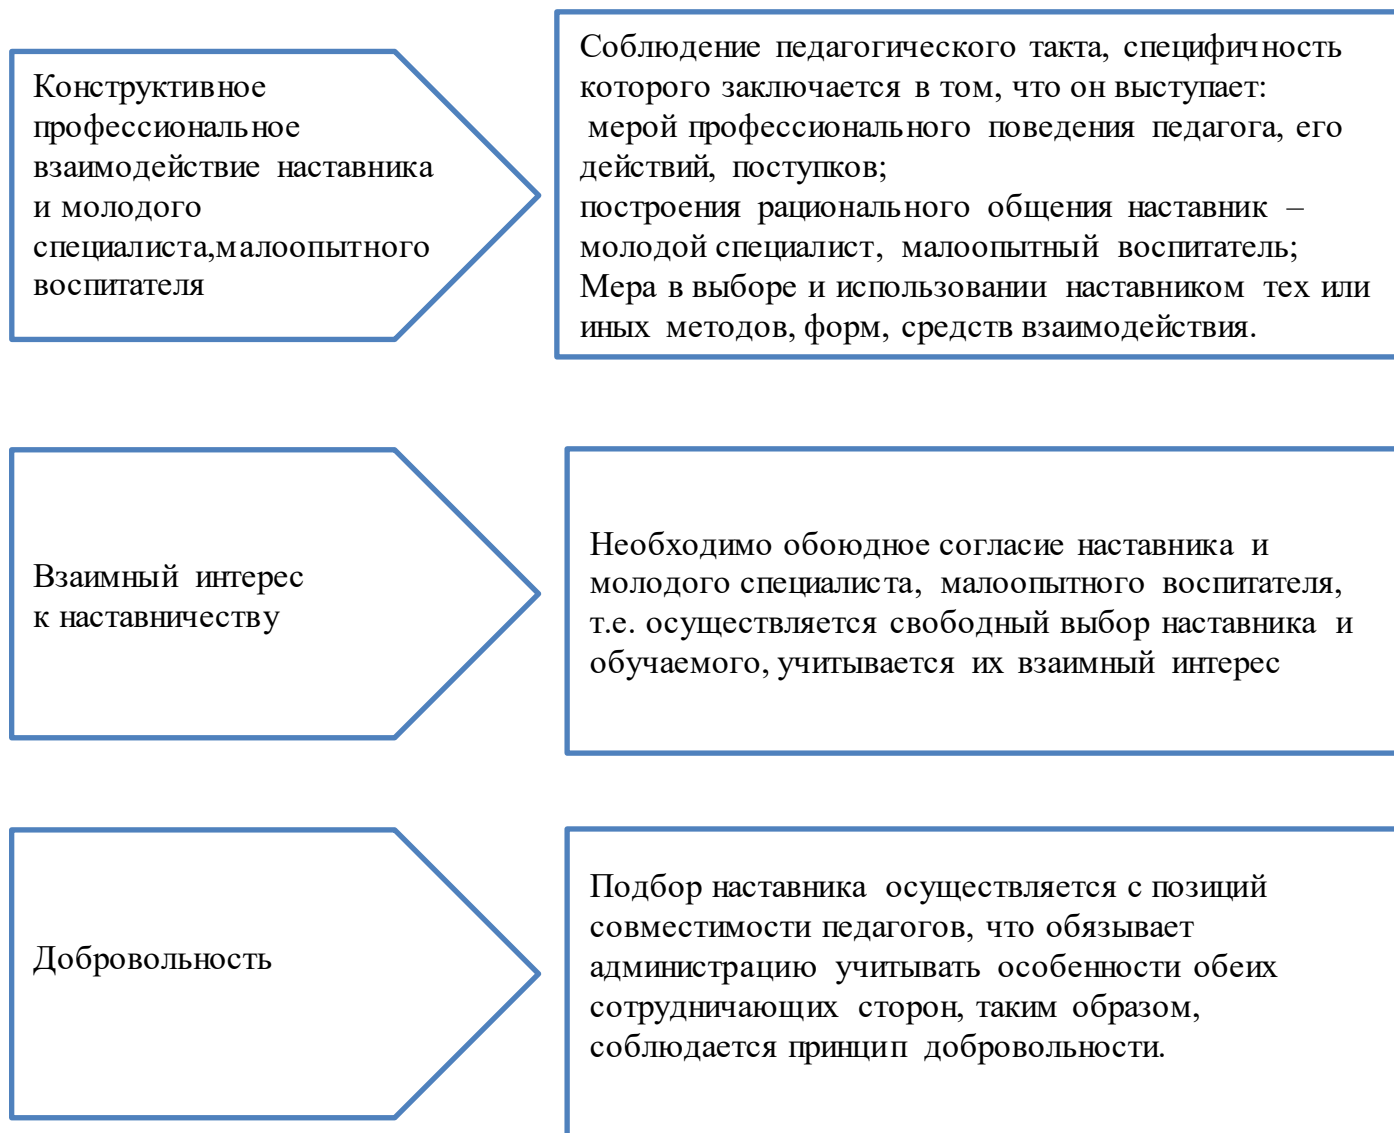 Конструктивное
профессиональное
взаимодействие наставника
и молодого
специалиста,малоопытного
воспитателя
Соблюдение педагогического такта, специфичность
которого заключается в том, что он выступает:
мерой профессионального поведения педагога, его
действий, поступков;
построения рационального общения наставник –
молодой специалист, малоопытный воспитатель;
Мера в выборе и использовании наставником тех или
иных методов, форм, средств взаимодействия.
Взаимный интерес
к наставничеству
Необходимо обоюдное согласие наставника и
молодого специалиста, малоопытного воспитателя,
т.е. осуществляется свободный выбор наставника и
обучаемого, учитывается их взаимный интерес
Добровольность
Подбор наставника осуществляется с позиций
совместимости педагогов, что обязывает
администрацию учитывать особенности обеих
сотрудничающих сторон, таким образом,
соблюдается принцип добровольности.